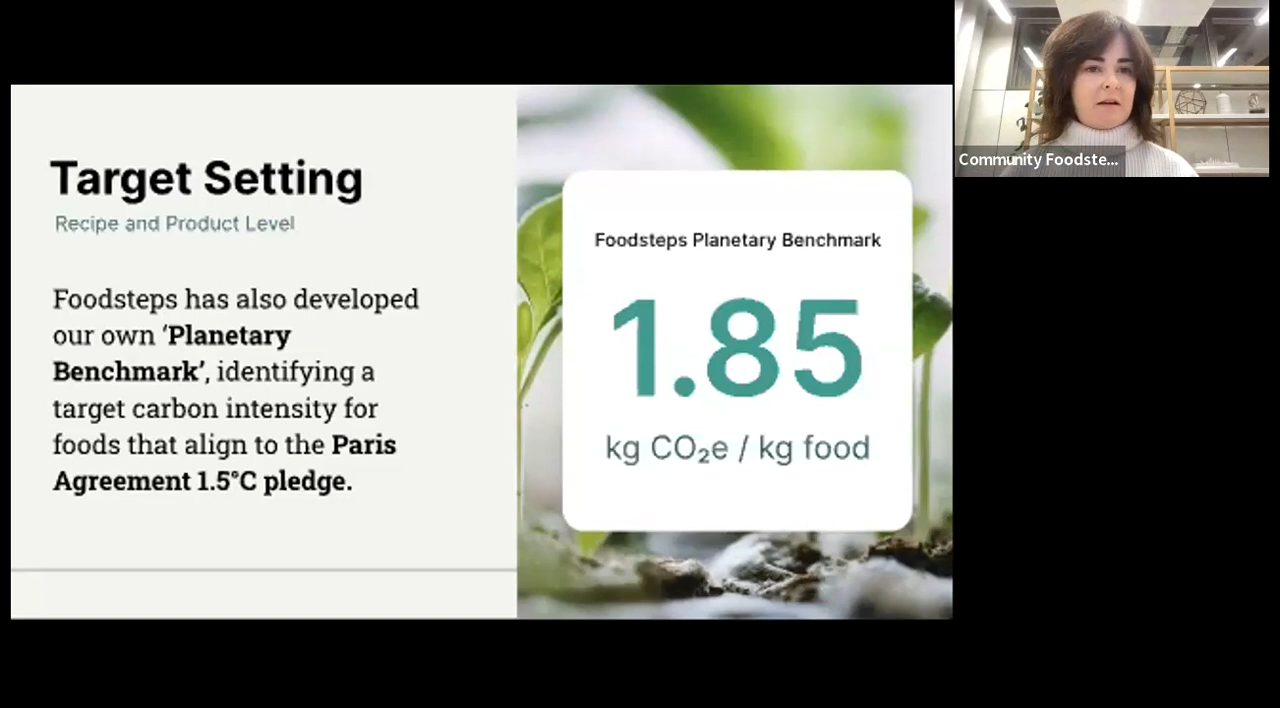 Target Setting
Recipe and Product Level
Foodsteps has also developed
our own ‘Planetary
Benchmark’, identifying a
target carbon intensity for
foods that align to the Paris
Agreement 1.5°C pledge.
Foodsteps Planetary Benchmark
1.85
kg CO₂e / kg food
Community Foodste...